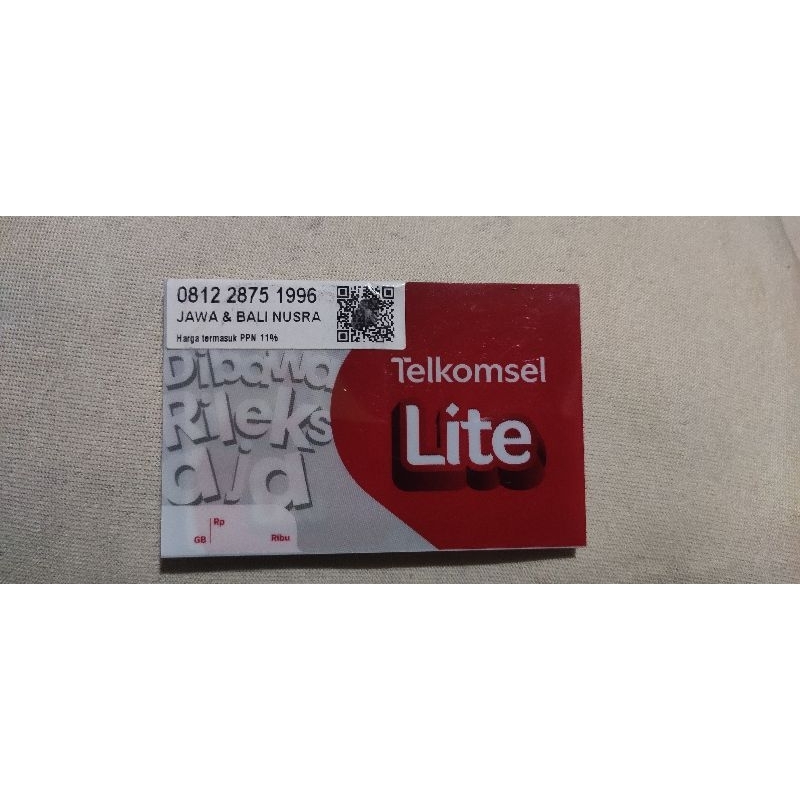 0812 2875 1996
JAWA & BALI NUSRA
Harga termasuk PPN 11%
Dibawa
Rileks
aja
Telkomsel
Lite
Rp
GB
Ribu